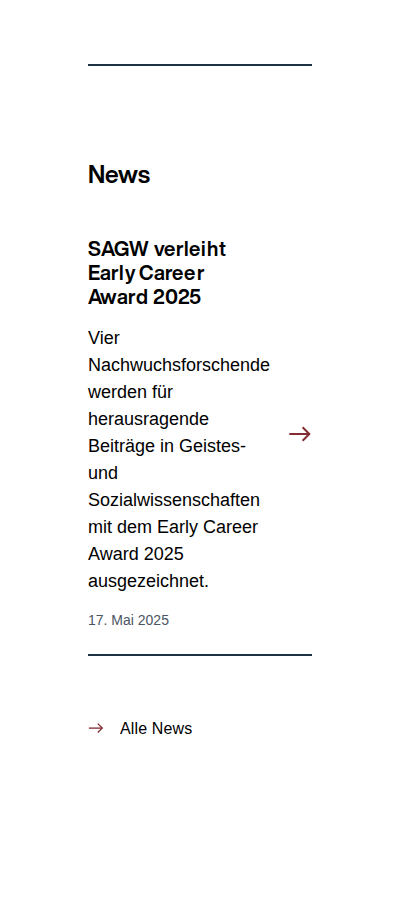 News
SAGW verleiht
Early Career
Award 2025
Vier
Nachwuchsforschende
werden für
herausragende
Beiträge in Geistes-
und
Sozialwissenschaften
mit dem Early Career
Award 2025
ausgezeichnet.
17. Mai 2025
Alle News